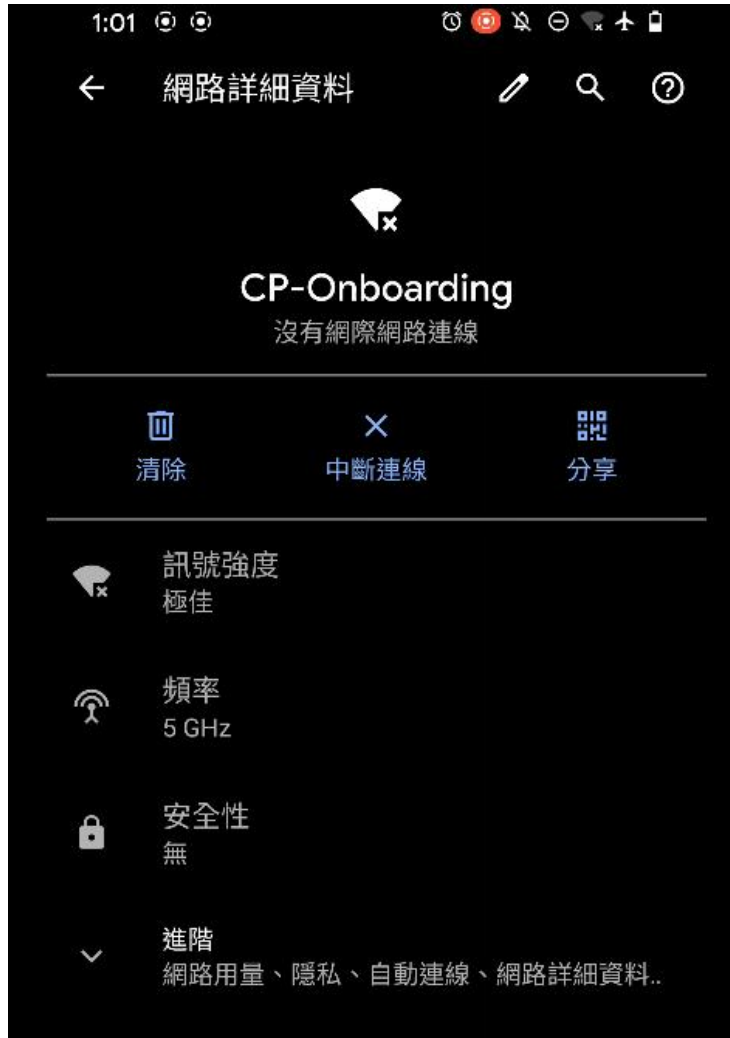 1:01
網路詳細資料
CP-Onboarding
沒有網際網路連線
清除
中斷連線
分享
訊號強度
極佳
頻率
5 GHz
安全性
無
進階
網路用量、隱私、自動連線、網路詳細資料..